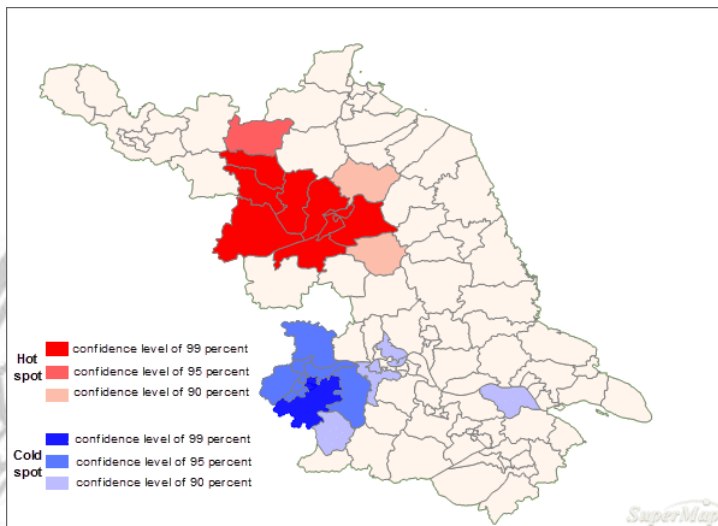 Hot spot
confidence level of 99 percent
confidence level of 95 percent
confidence level of 90 percent
Cold spot
confidence level of 99 percent
confidence level of 95 percent
confidence level of 90 percent
SuperMap